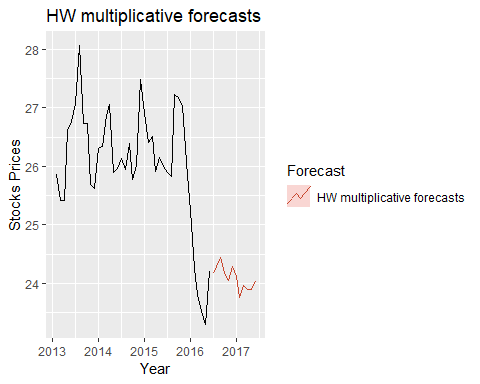 HW multiplicative forecasts
28
27
26
25
24
Stocks Prices
2013 2014 2015 2016 2017
Year
Forecast
HW multiplicative forecasts